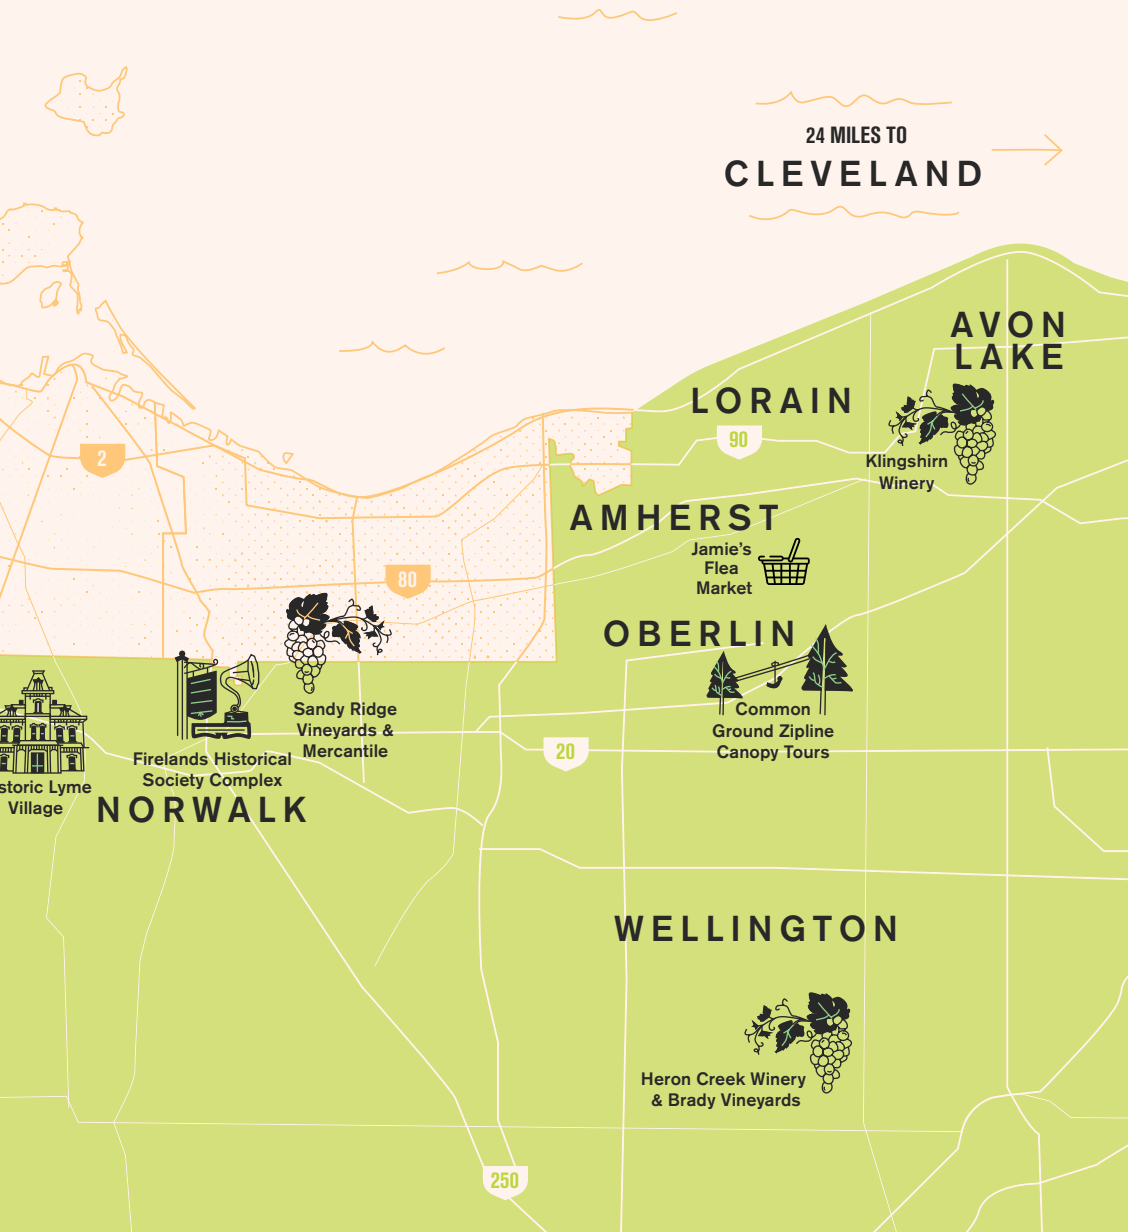 24 MILES TO
CLEVELAND
AVON
LAKE
LORAIN
90
Klingshirn
Winery
2
AMHERST
Jamie's
Flea
Market
80
OBERLIN
Common
Ground Zipline
Canopy Tours
Sandy Ridge
Vineyards &
Mercantile
20
Firelands Historical
Society Complex
storic Lyme
Village
NORWALK
WELLINGTON
Heron Creek Winery
& Brady Vineyards
250